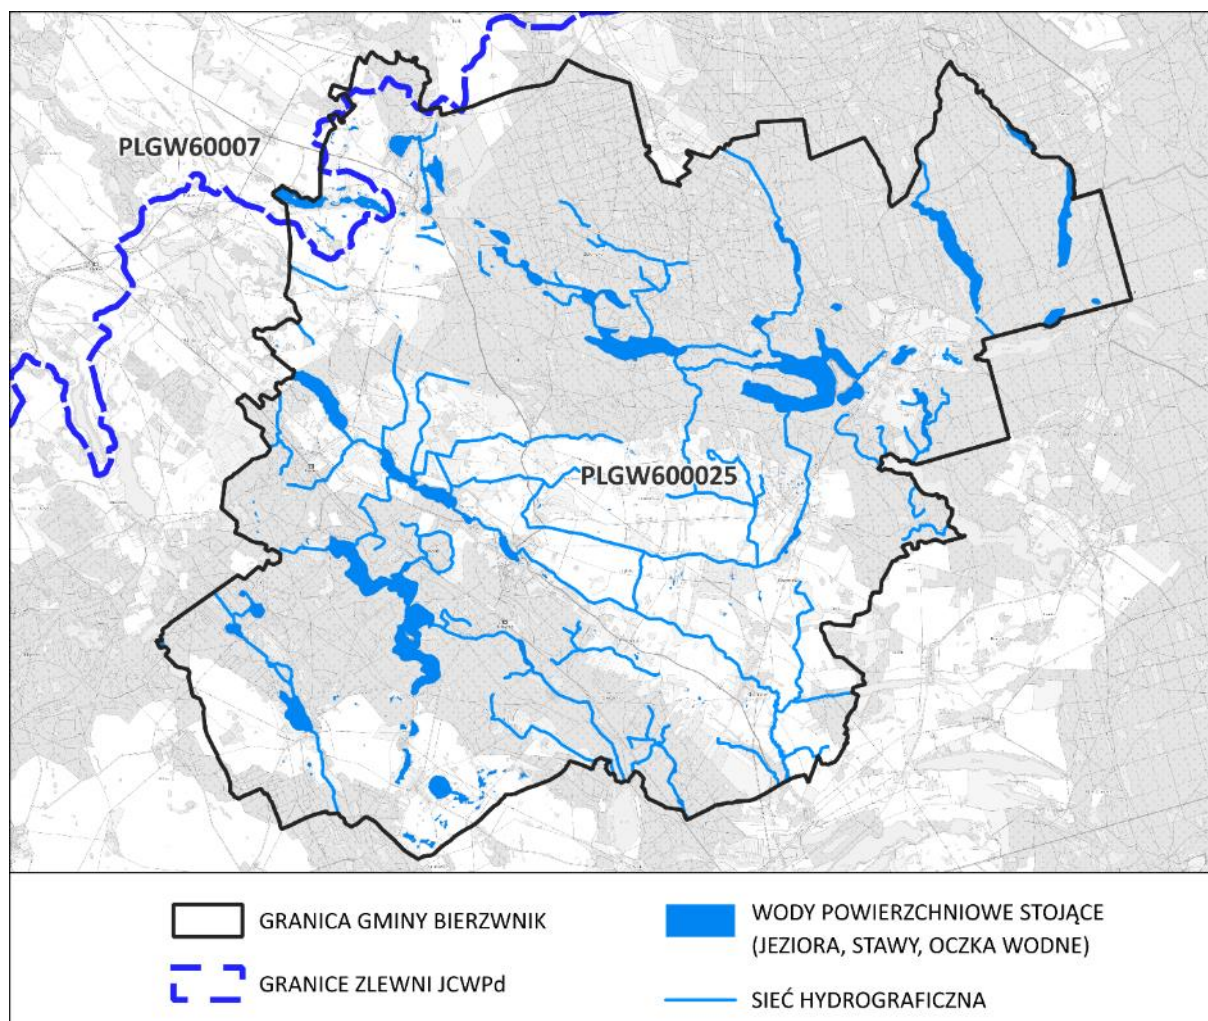 PLGW60007
PLGW600025
GRANICA GMINY BIERZWNIK
GRANICE ZLEWNI JCWPd
WODY POWIERZCHNIOWE STOJĄCE
(JEZIORA, STAWY, OCZKA WODNE)
SIEĆ HYDROGRAFICZNA